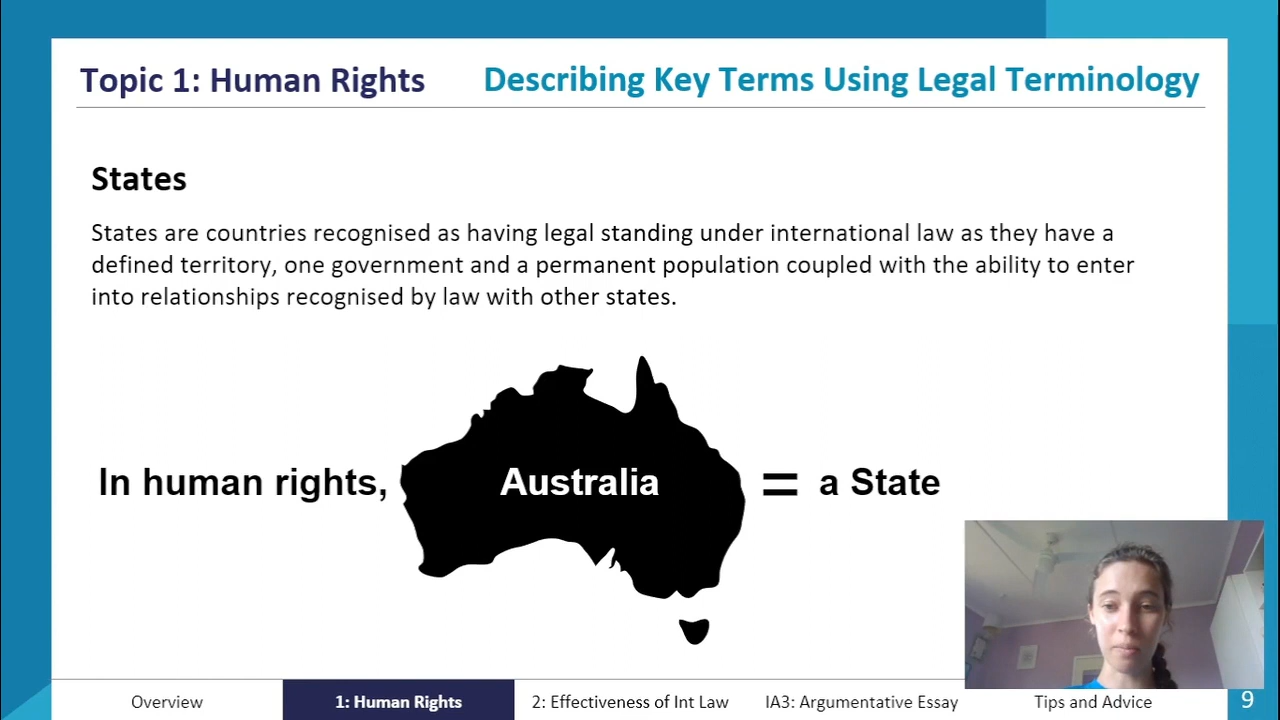 Topic 1: Human Rights
Describing Key Terms Using Legal Terminology
States
States are countries recognised as having legal standing under international law as they have a
defined territory, one government and a permanent population coupled with the ability to enter
into relationships recognised by law with other states.
In human rights, Australia = a State
Overview
1: Human Rights
2: Effectiveness of Int Law
IA3: Argumentative Essay
Tips and Advice
9